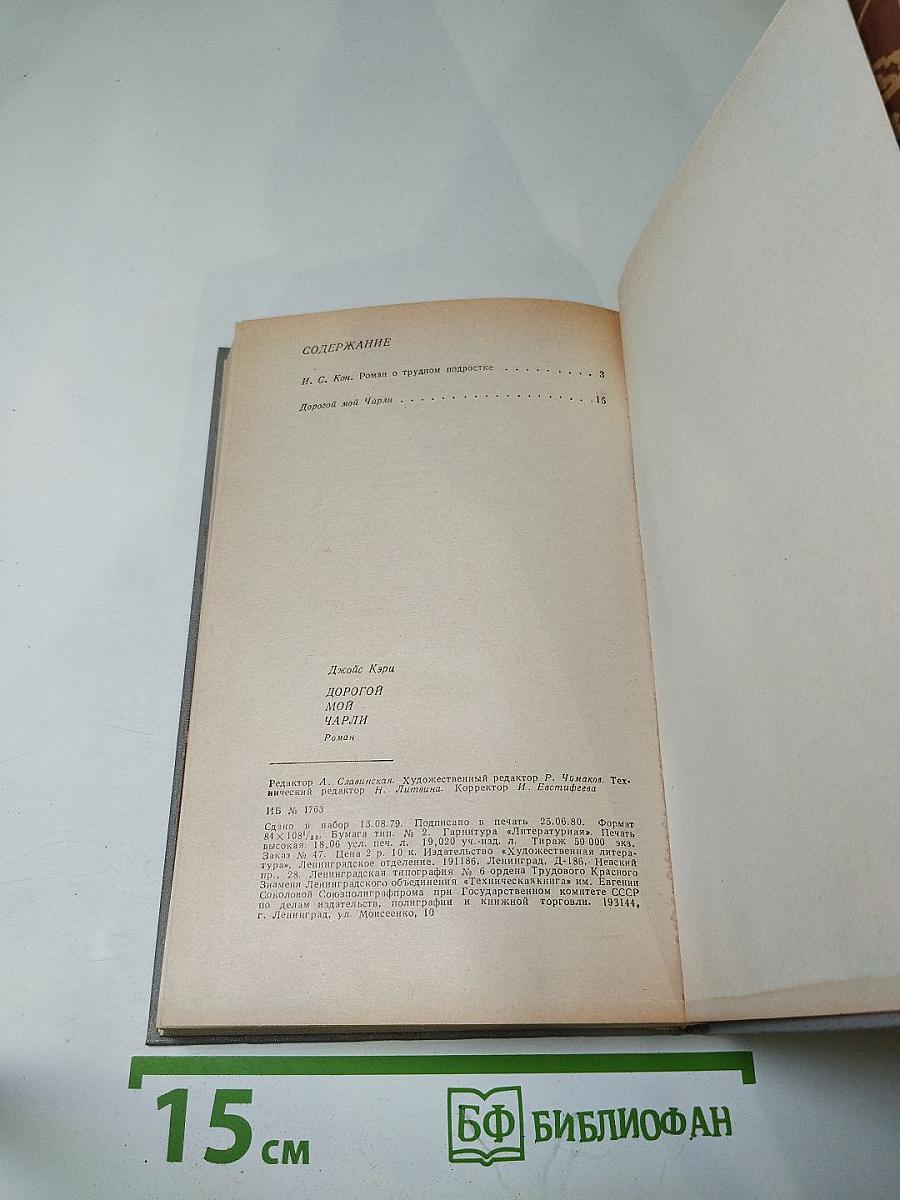 СОДЕРЖАНИЕ
И. С. Кон. Роман о трудном подростке . . . . . . . . . 3
Дорогой мой Чарли . . . . . . . . . . . . . . . . . . . 15
Джойс Кэри
ДОРОГОЙ
МОЙ
ЧАРЛИ
Роман
Редактор А. Славинская. Художественный редактор Р. Чумаков. Тех-
нический редактор Н. Литвина. Корректор И. Евстифеева
ИБ № 1763
Сдано в набор 13.08.79. Подписано в печать 25.06.80. Формат
84×108¹/₃₂. Бумага тип. № 2. Гарнитура «Литературная». Печать
высокая. 18,06 усл. печ. л. 19,020 уч.-изд. л. Тираж 50 000 экз.
Заказ № 47. Цена 2 р. 10 к. Издательство «Художественная литера-
тура», Ленинградское отделение. 191186, Ленинград, Д-186, Невский
пр., 28. Ленинградская типография № 6 ордена Трудового Красного
Знамени Ленинградского объединения «Техническая книга» им. Евгении
Соколовой Союзполиграфпрома при Государственном комитете СССР
по делам издательств, полиграфии и книжной торговли. 193144,
г. Ленинград, ул. Моисеенко, 10
15 см
БФ БИБЛИОФАН